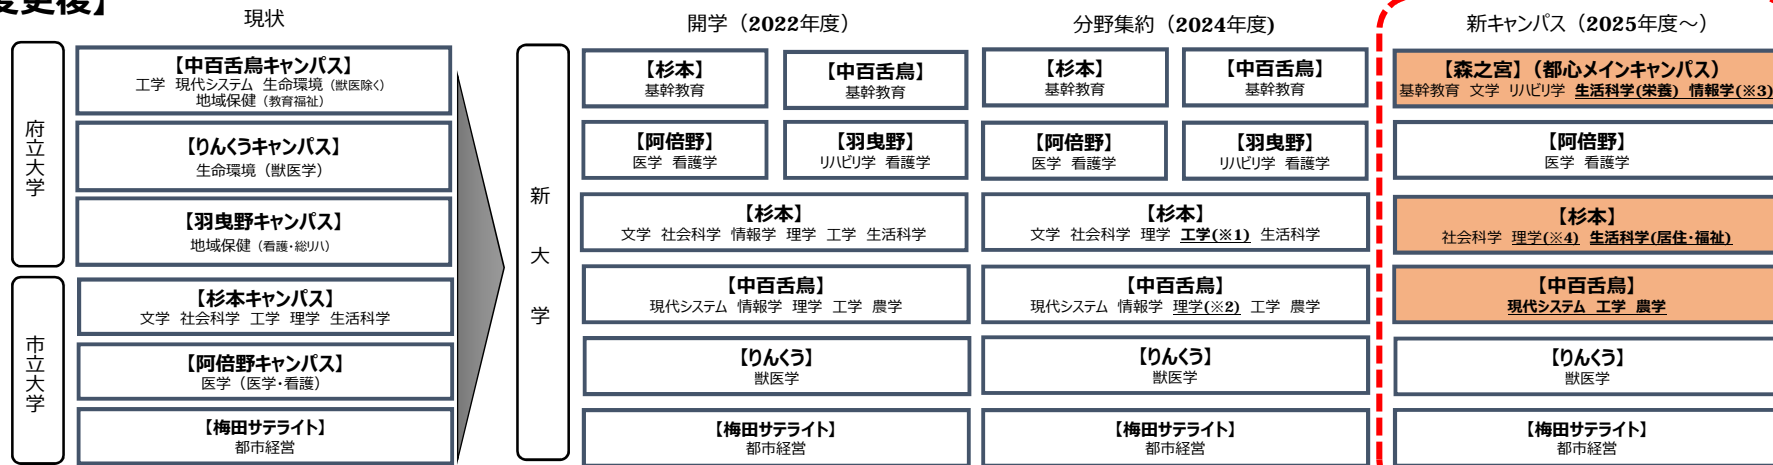 変更後】
現状
府立大学
【中百舌鳥キャンパス】
工学 現代システム 生命環境（獣医除く）
地域保健（教育福祉）
【りんくうキャンパス】
生命環境（獣医学）
【羽曳野キャンパス】
地域保健（看護・総リハ）
市立大学
【杉本キャンパス】
文学 社会科学 工学 理学 生活科学
【阿倍野キャンパス】
医学（医学・看護）
【梅田サテライト】
都市経営
新大学
開学（2022年度）
【杉本】
基幹教育
【中百舌鳥】
基幹教育
【阿倍野】
医学 看護学
【羽曳野】
リハビリ学 看護学
【杉本】
文学 社会科学 情報学 理学 工学 生活科学
【中百舌鳥】
現代システム 情報学 理学 工学 農学
【りんくう】
獣医学
【梅田サテライト】
都市経営
分野集約（2024年度)
【杉本】
基幹教育
【中百舌鳥】
基幹教育
【阿倍野】
医学 看護学
【羽曳野】
リハビリ学 看護学
【杉本】
文学 社会科学 理学 工学(※1) 生活科学
【中百舌鳥】
現代システム 情報学 理学(※2) 工学 農学
【りんくう】
獣医学
【梅田サテライト】
都市経営
新キャンパス（2025年度～）
【森之宮】（都心メインキャンパス）
基幹教育 文学 リハビリ学 生活科学(栄養) 情報学(※3)
【阿倍野】
医学 看護学
【杉本】
社会科学 理学(※4) 生活科学(居住・福祉)
【中百舌鳥】
現代システム 工学 農学
【りんくう】
獣医学
【梅田サテライト】
都市経営